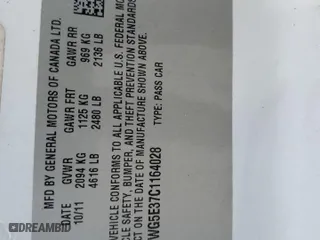 MFD BY GENERAL MOTORS OF CANADA LTD.
DATE GVWR GAWR FRT GAWR RR
10/11 2094 KG 1125 KG 969 KG
4616 LB 2480 LB 2136 LB
VEHICLE CONFORMS TO ALL APPLICABLE U.S. FEDERAL MO
CLE SAFETY, BUMPER, AND THEFT PREVENTION STANDARDS
CT ON THE DATE OF MANUFACTURE SHOWN ABOVE.
WG5E37C1164028 TYPE: PASS CAR
DREAMBID.COM